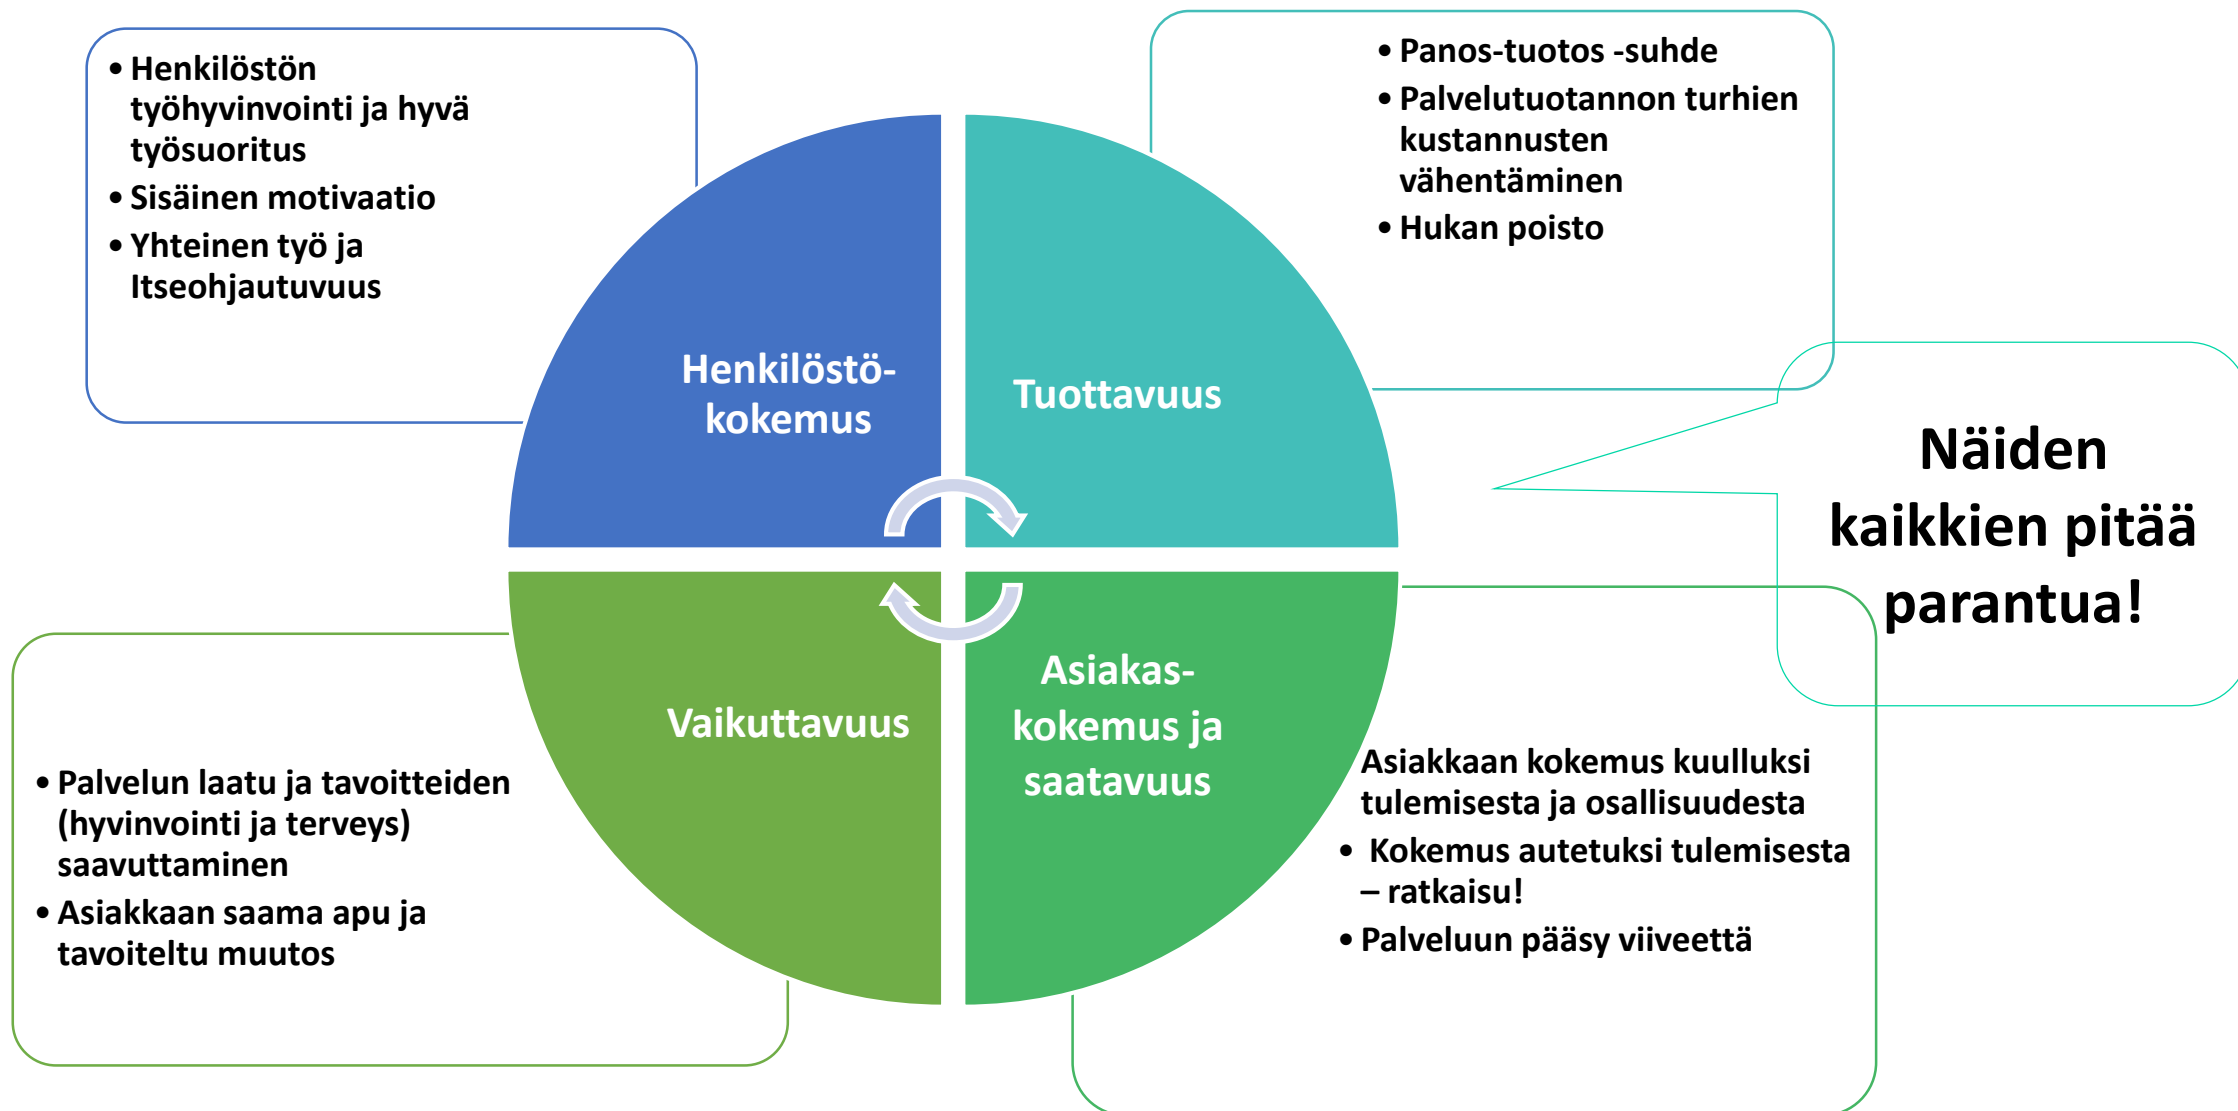 • Henkilöstön
työhyvinvointi ja hyvä
työsuoritus
• Sisäinen motivaatio
• Yhteinen työ ja
Itseohjautuvuus
• Panos-tuotos -suhde
• Palvelutuotannon turhien
kustannusten
vähentäminen
• Hukan poisto
Henkilöstö-
kokemus
Tuottavuus
Näiden
kaikkien pitää
parantua!
Vaikuttavuus
Asiakas-
kokemus ja
saatavuus
• Palvelun laatu ja tavoitteiden
(hyvinvointi ja terveys)
saavuttaminen
• Asiakkaan saama apu ja
tavoiteltu muutos
Asiakkaan kokemus kuulluksi
tulemisesta ja osallisuudesta
• Kokemus autetuksi tulemisesta
– ratkaisu!
• Palveluun pääsy viiveettä